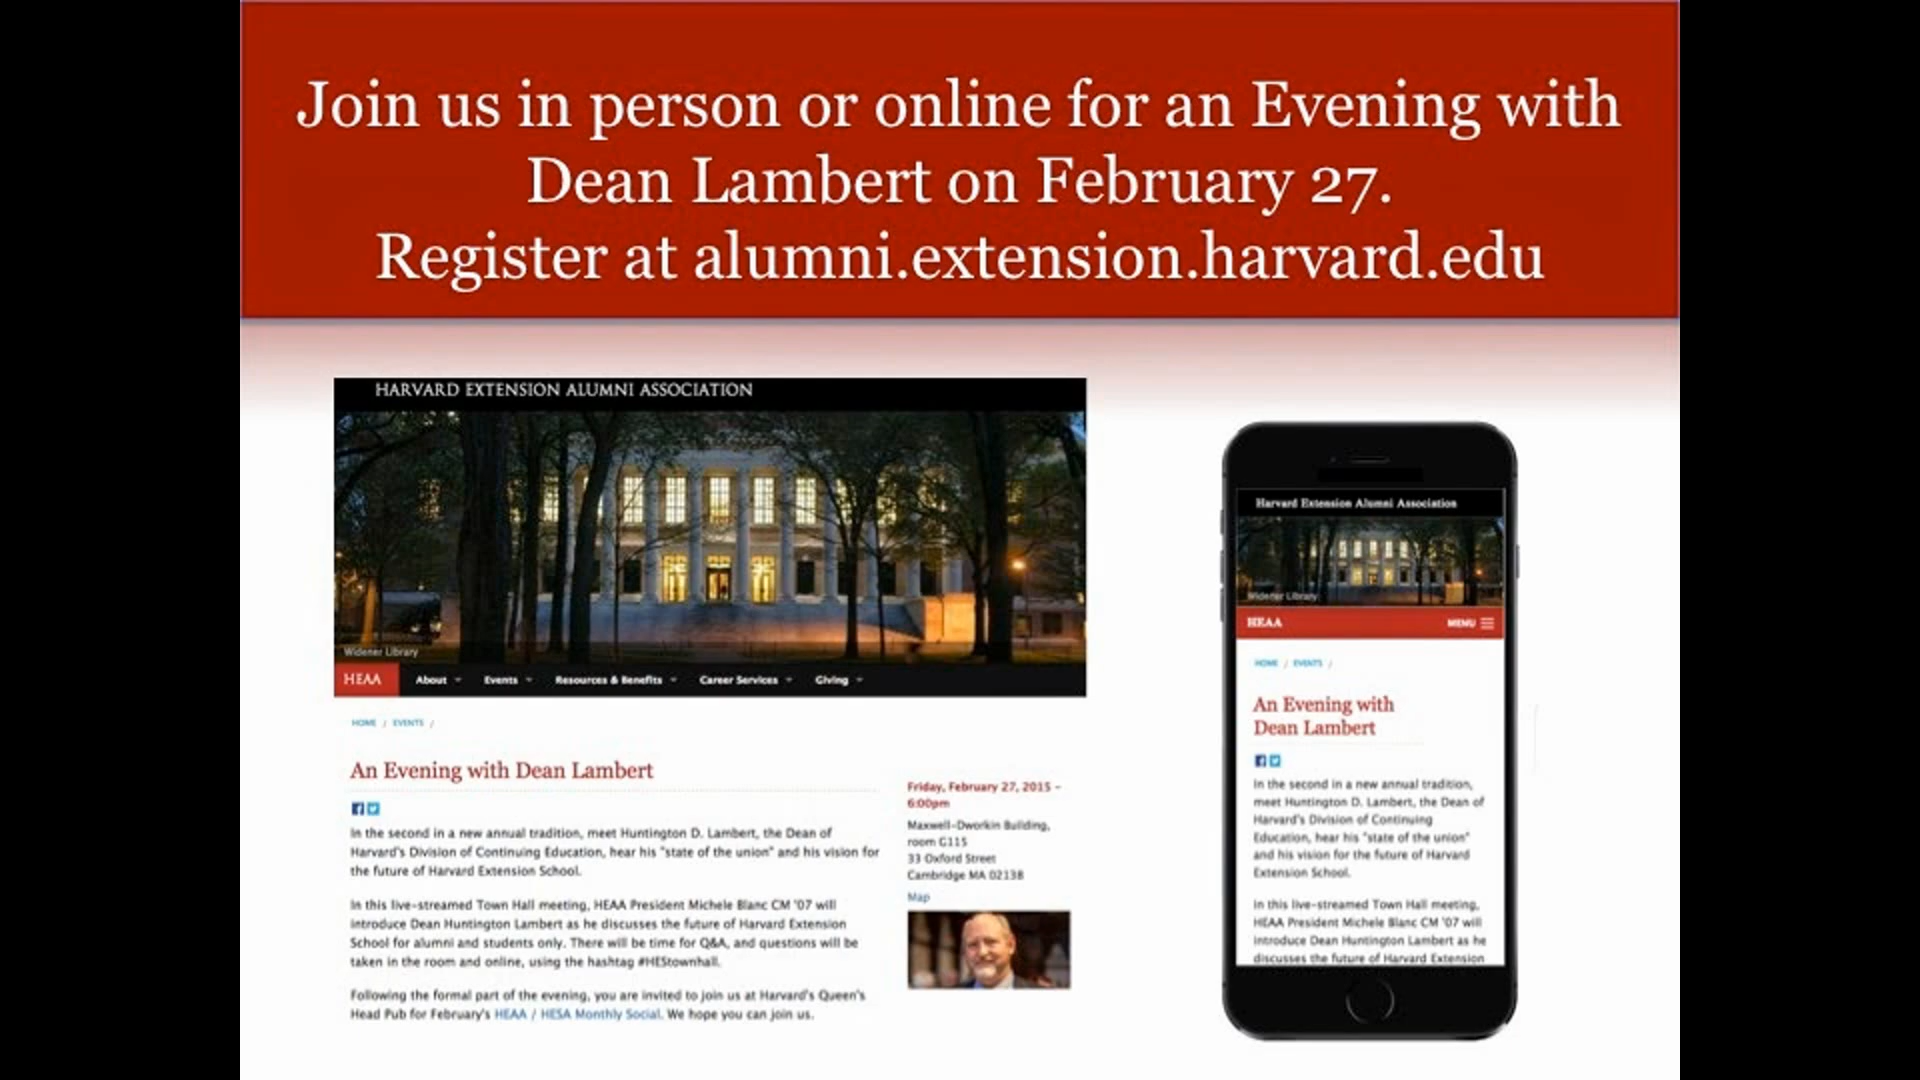 Join us in person or online for an Evening with
Dean Lambert on February 27.
Register at alumni.extension.harvard.edu
HARVARD EXTENSION ALUMNI ASSOCIATION
Widener Library
HEAA About Events Resources & Benefits Career Services Giving
HOME / EVENTS /
An Evening with Dean Lambert
In the second in a new annual tradition, meet Huntington D. Lambert, the Dean of
Harvard's Division of Continuing Education, hear his "state of the union" and his vision for
the future of Harvard Extension School.
In this live-streamed Town Hall meeting, HEAA President Michele Blanc CM '07 will
introduce Dean Huntington Lambert as he discusses the future of Harvard Extension
School for alumni and students only. There will be time for Q&A, and questions will be
taken in the room and online, using the hashtag #HEStownhall.
Following the formal part of the evening, you are invited to join us at Harvard's Queen's
Head Pub for February's HEAA / HESA Monthly Social. We hope you can join us.
Friday, February 27, 2015 -
6:00pm
Maxwell-Dworkin Building,
room G115
33 Oxford Street
Cambridge MA 02138
Map
Harvard Extension Alumni Association
Widener Library
HEAA MENU
HOME / EVENTS /
An Evening with
Dean Lambert
In the second in a new annual tradition,
meet Huntington D. Lambert, the Dean of
Harvard's Division of Continuing
Education, hear his "state of the union"
and his vision for the future of Harvard
Extension School.
In this live-streamed Town Hall meeting,
HEAA President Michele Blanc CM '07 will
introduce Dean Huntington Lambert as he
discusses the future of Harvard Extension